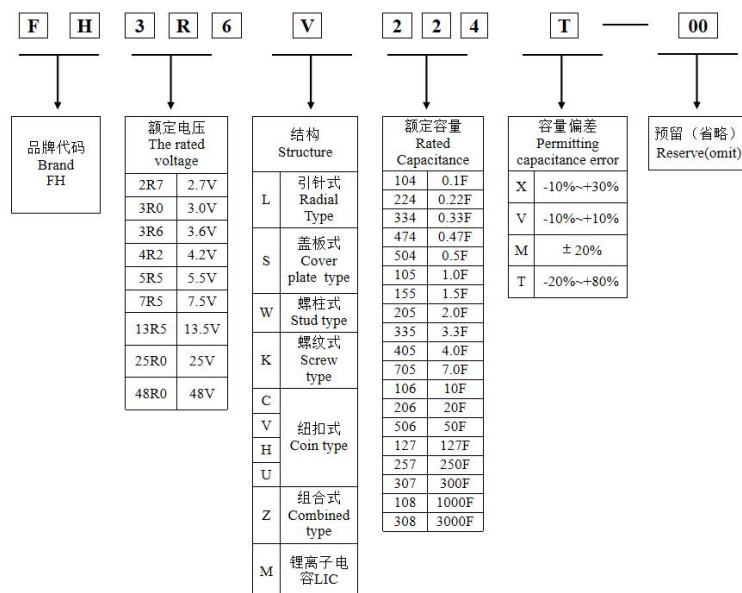 F H 3 R 6 V 2 2 4 T — 00
品牌代码
Brand
FH
额定电压
The rated
voltage
2R7 2.7V
3R0 3.0V
3R6 3.6V
4R2 4.2V
5R5 5.5V
7R5 7.5V
13R5 13.5V
25R0 25V
48R0 48V
结构
Structure
L 引针式
Radial
Type
S 盖板式
Cover
plate type
W 螺柱式
Stud type
K 螺纹式
Screw
type
C
V
H
U
纽扣式
Coin type
Z 组合式
Combined
type
M 锂离子电
容LIC
额定容量
Rated
Capacitance
104 0.1F
224 0.22F
334 0.33F
474 0.47F
504 0.5F
105 1.0F
155 1.5F
205 2.0F
335 3.3F
405 4.0F
705 7.0F
106 10F
206 20F
506 50F
127 127F
257 250F
307 300F
108 1000F
308 3000F
容量偏差
Permitting
capacitance error
X -10%~+30%
V -10%~+10%
M ±20%
T -20%~+80%
预留（省略）
Reserve(omit)